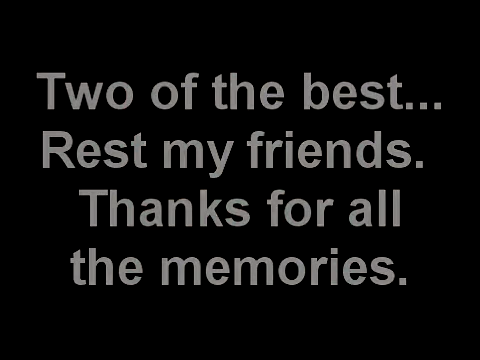 Two of the best...
Rest my friends.
Thanks for all
the memories.